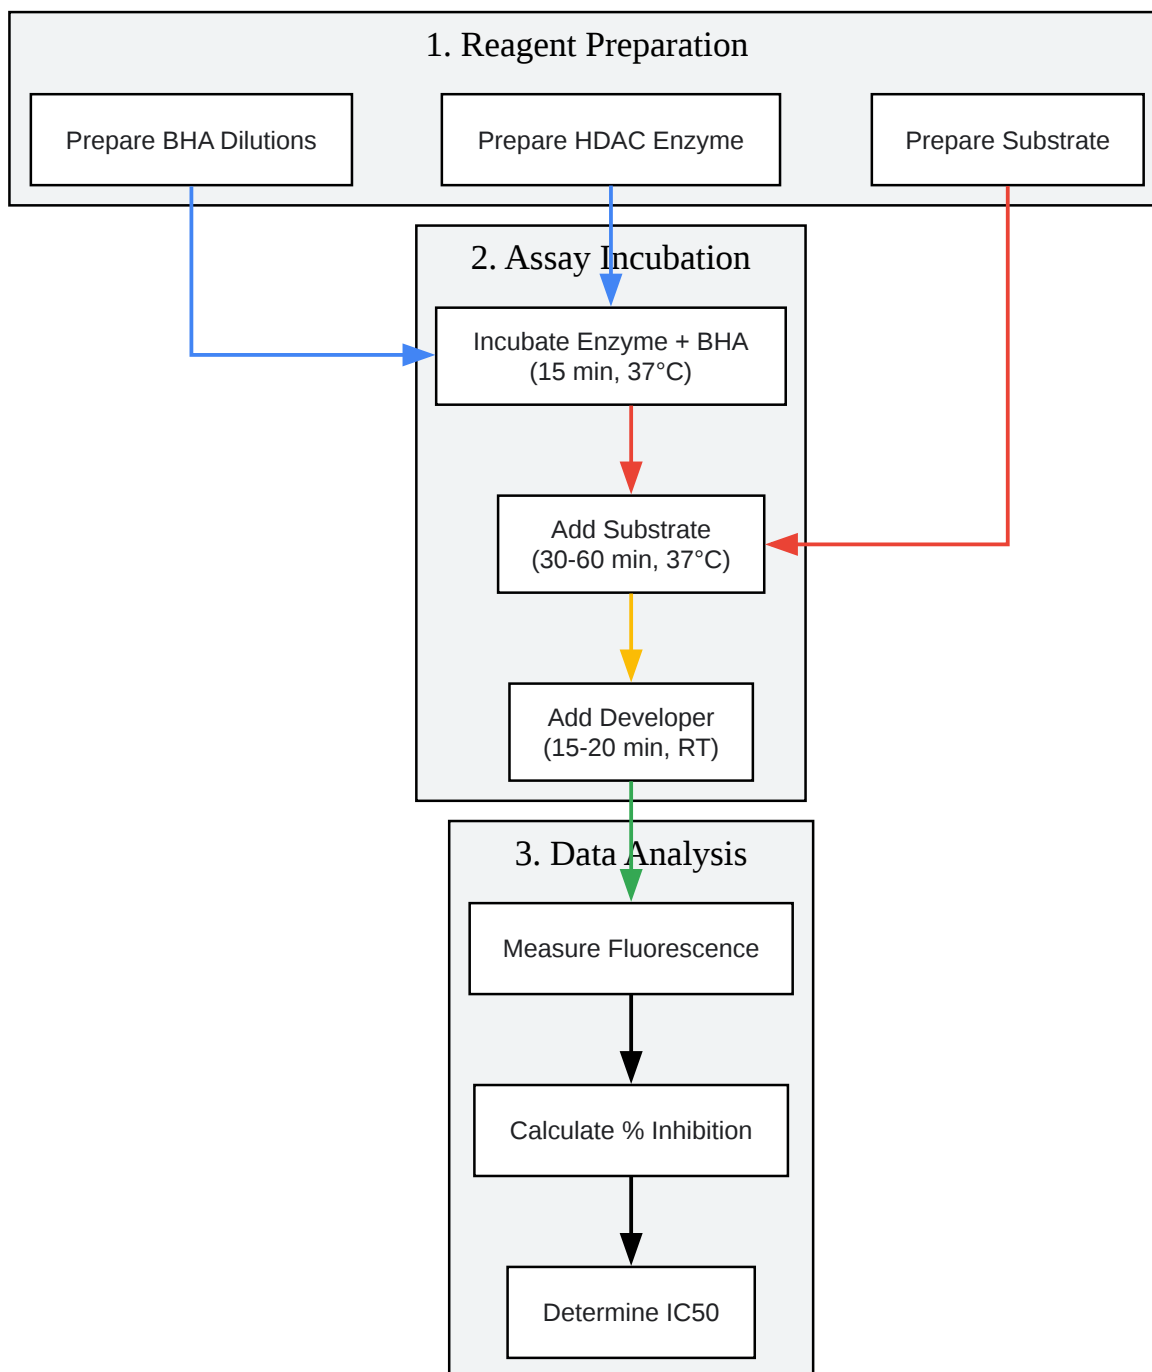 1. Reagent Preparation
Prepare BHA Dilutions
Prepare HDAC Enzyme
Prepare Substrate
2. Assay Incubation
Incubate Enzyme + BHA
(15 min, 37°C)
Add Substrate
(30-60 min, 37°C)
Add Developer
(15-20 min, RT)
3. Data Analysis
Measure Fluorescence
Calculate % Inhibition
Determine IC50